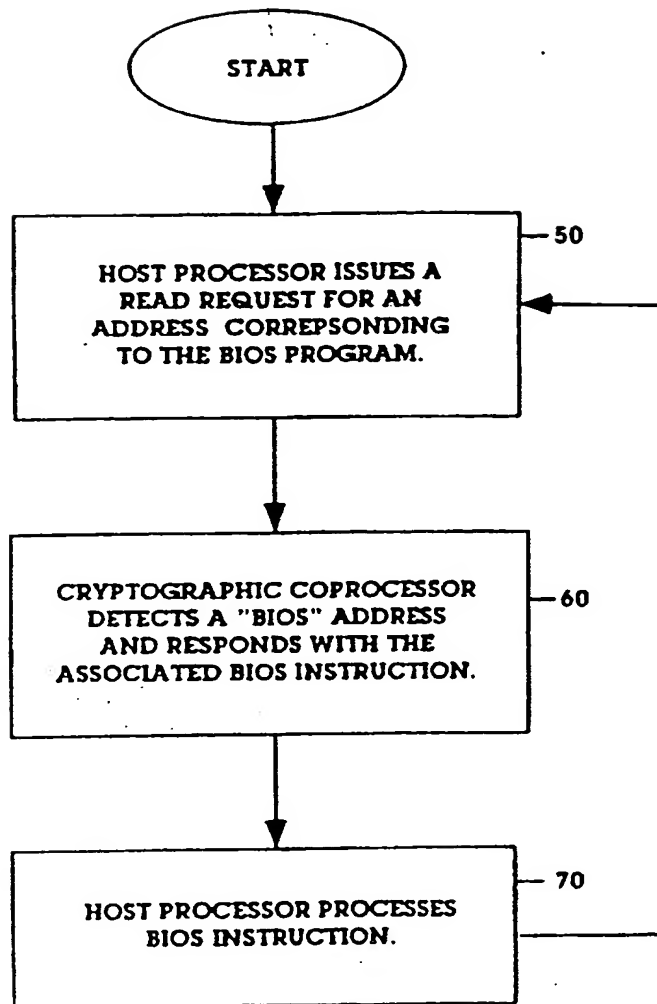 START
50
HOST PROCESSOR ISSUES A
READ REQUEST FOR AN
ADDRESS CORREPSONDING
TO THE BIOS PROGRAM.
CRYPTOGRAPHIC COPROCESSOR
DETECTS A "BIOS" ADDRESS
AND RESPONDS WITH THE
ASSOCIATED BIOS INSTRUCTION.
60
70
HOST PROCESSOR PROCESSES
BIOS INSTRUCTION.